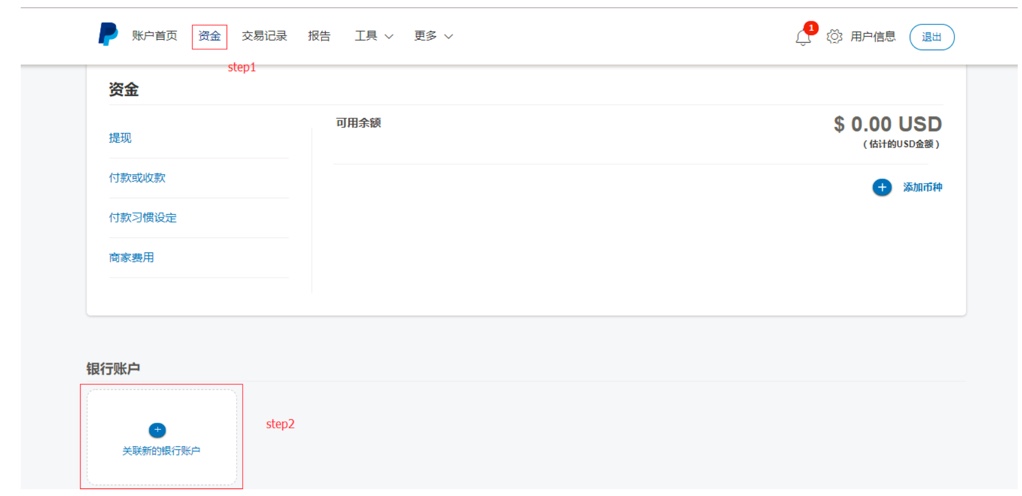 账户首页 资金 交易记录 报告 工具 更多 1 用户信息 退出
step1
资金
可用余额 $ 0.00 USD
（估计的USD金额）
提现
付款或收款
添加币种
付款习惯设定
商家费用
银行账户
step2
关联新的银行账户